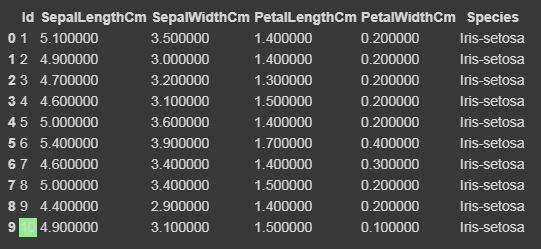 Id SepalLengthCm SepalWidthCm PetalLengthCm PetalWidthCm Species
0 1 5.100000 3.500000 1.400000 0.200000 Iris-setosa
1 2 4.900000 3.000000 1.400000 0.200000 Iris-setosa
2 3 4.700000 3.200000 1.300000 0.200000 Iris-setosa
3 4 4.600000 3.100000 1.500000 0.200000 Iris-setosa
4 5 5.000000 3.600000 1.400000 0.200000 Iris-setosa
5 6 5.400000 3.900000 1.700000 0.400000 Iris-setosa
6 7 4.600000 3.400000 1.400000 0.300000 Iris-setosa
7 8 5.000000 3.400000 1.500000 0.200000 Iris-setosa
8 9 4.400000 2.900000 1.400000 0.200000 Iris-setosa
9 10 4.900000 3.100000 1.500000 0.100000 Iris-setosa